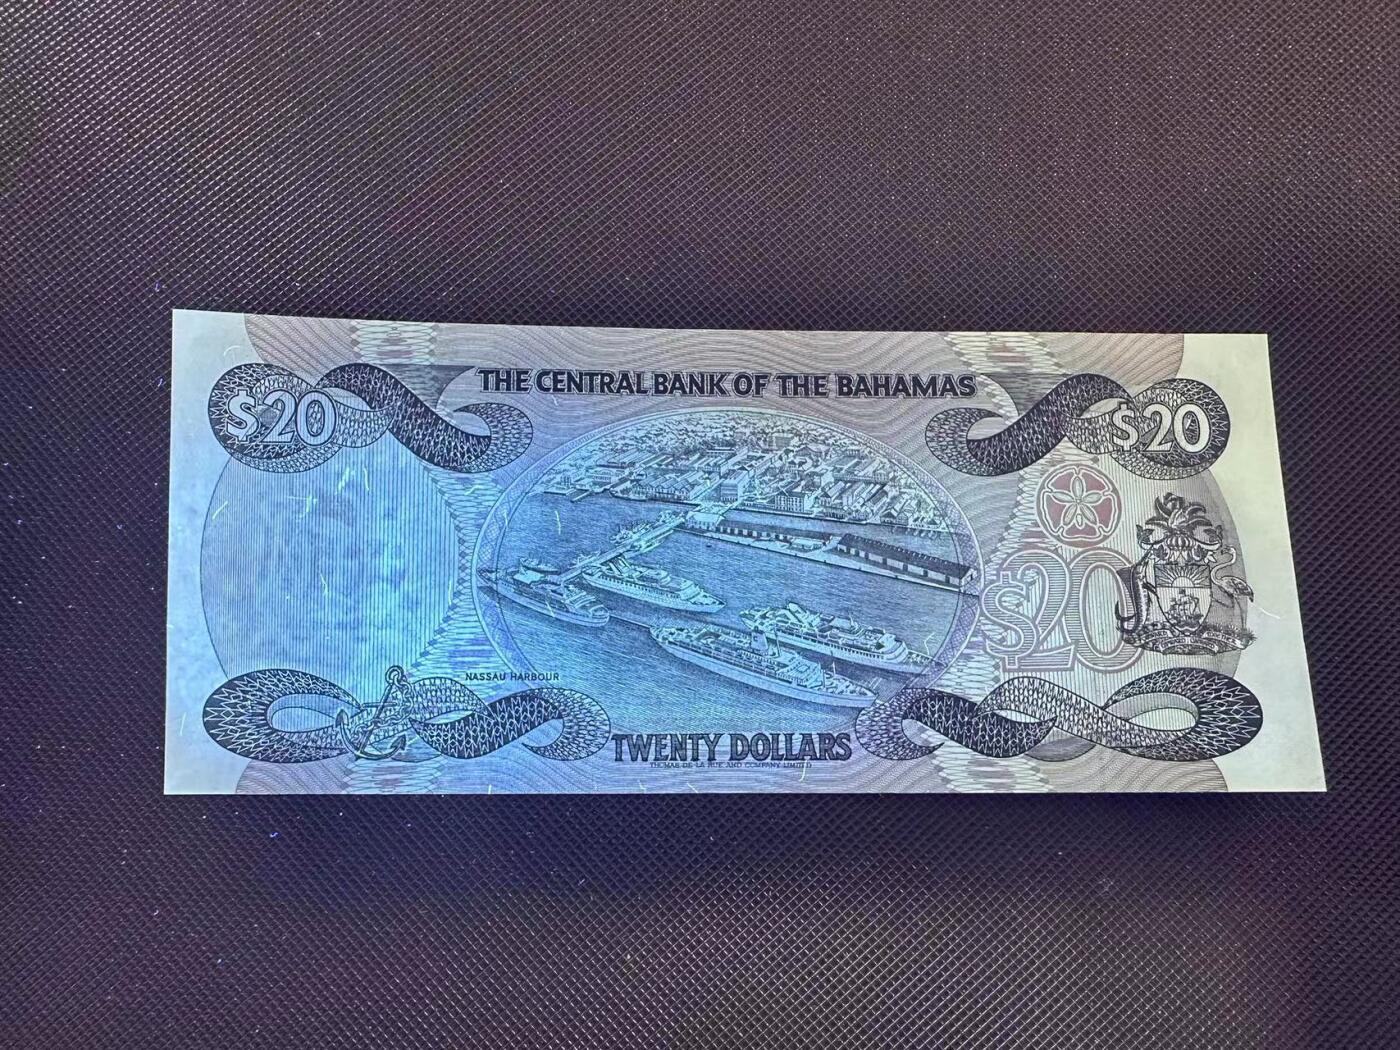 THE CENTRAL BANK OF THE BAHAMAS
$20
$20
$20
NASSAU HARBOUR
TWENTY DOLLARS
THOMAS DE LA RUE AND COMPANY LIMITED